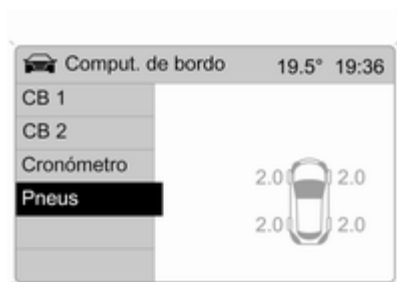 Comput. de bordo 19.5° 19:36
CB 1
CB 2
Cronómetro
Pneus
2.0 2.0
2.0 2.0